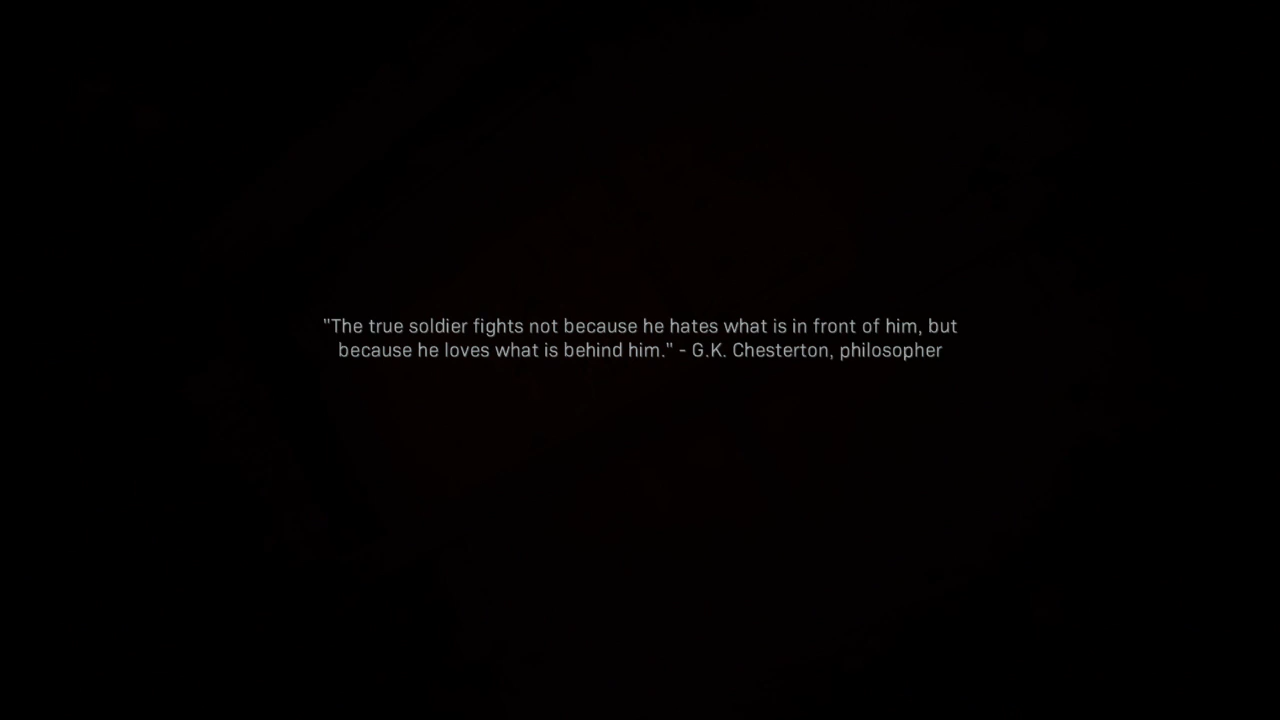 "The true soldier fights not because he hates what is in front of him, but
because he loves what is behind him." - G.K. Chesterton, philosopher